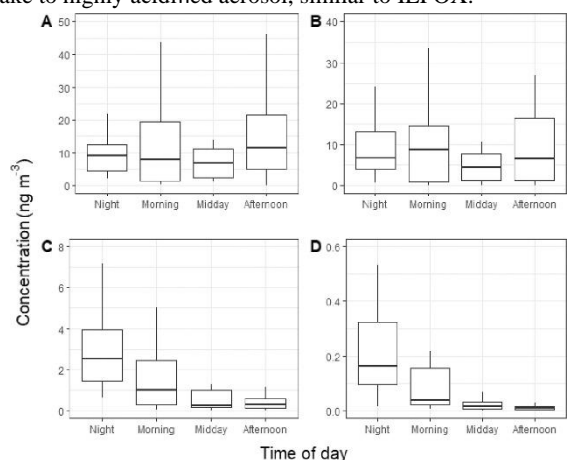 to highly acidified aerosol, similar to IEPOX.
A
50
40
30
20
10
0
Night Morning Midday Afternoon
B
40
30
20
10
0
Night Morning Midday Afternoon
C
8
6
4
2
0
Night Morning Midday Afternoon
D
0.6
0.4
0.2
0.0
Night Morning Midday Afternoon
Concentration (ng m⁻³)
Time of day